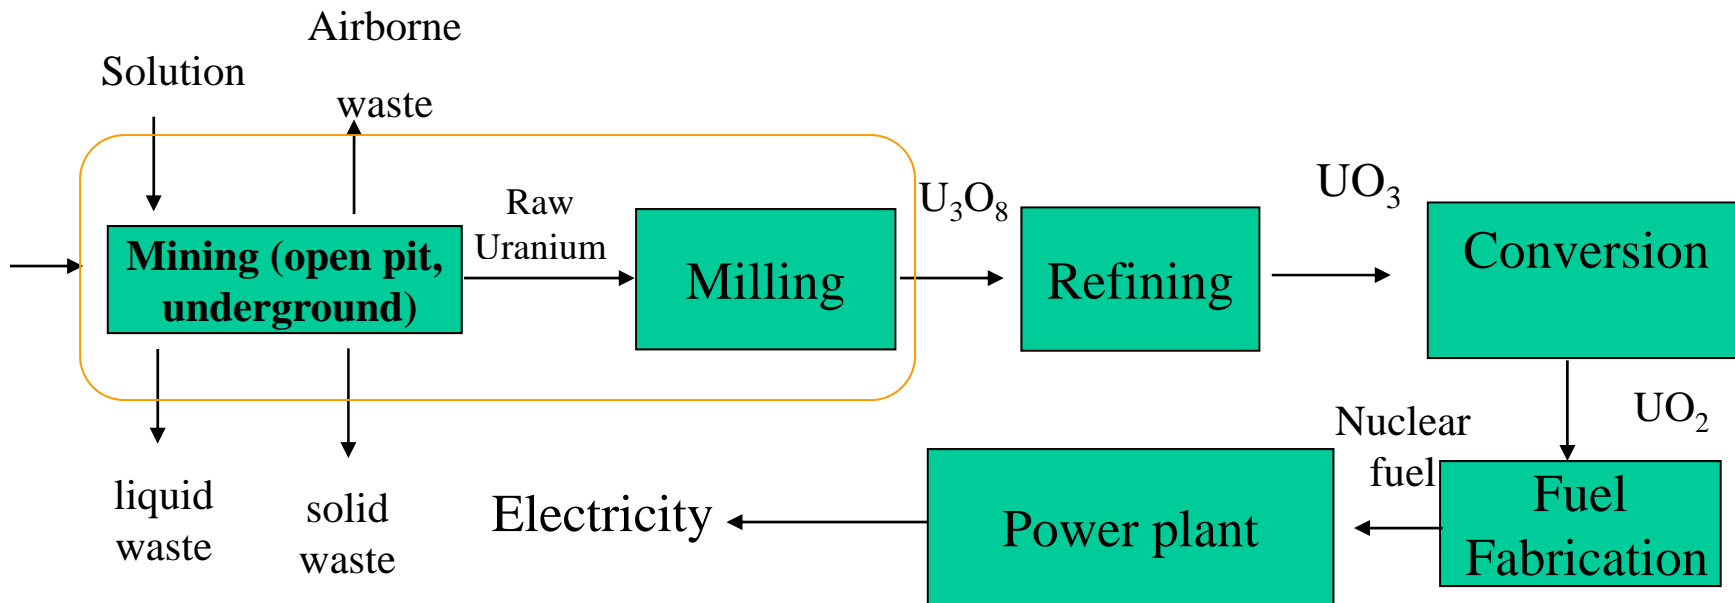 Airborne
waste
Solution
Mining (open pit,
underground)
Raw
Uranium
Milling
U₃O₈
Refining
UO₃
Conversion
UO₂
Nuclear
fuel
Fuel
Fabrication
Power plant
Electricity
liquid
waste
solid
waste